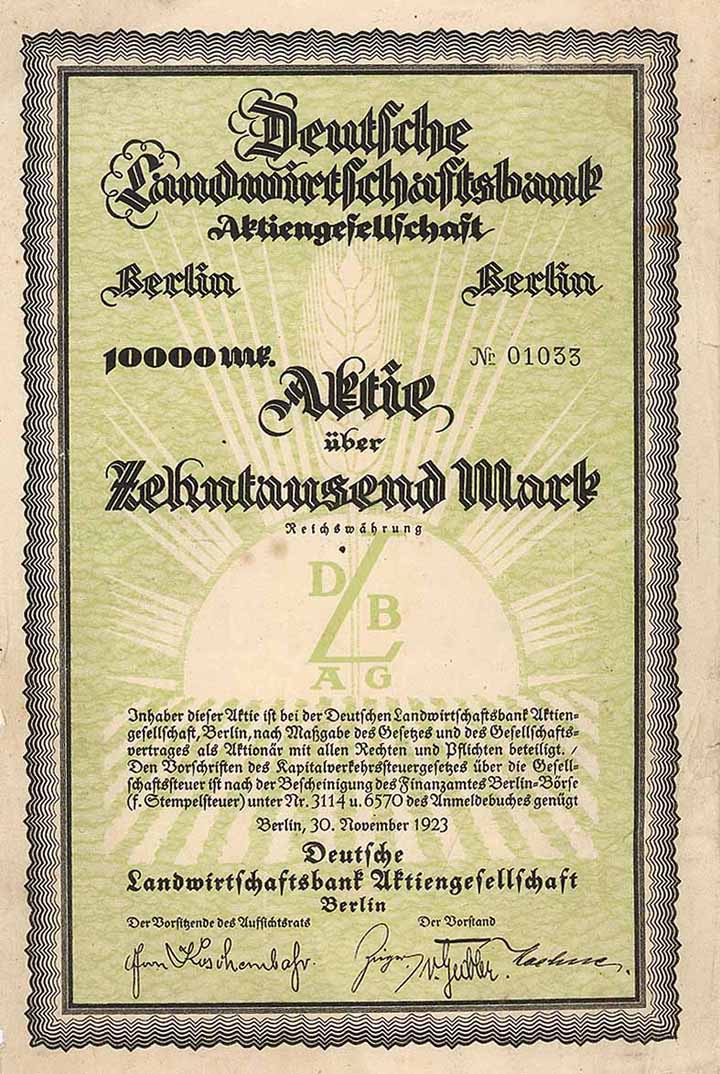 Deutsche
Landwirtschaftsbank
Aktiengesellschaft
Berlin Berlin
10000 Mk. Nr. 01033
Aktie
über
Zehntausend Mark
Reichswährung
D L B
A G
Inhaber dieser Aktie ist bei der Deutschen Landwirtschaftsbank Aktien-
gesellschaft, Berlin, nach Maßgabe des Gesetzes und des Gesellschafts-
vertrages als Aktionär mit allen Rechten und Pflichten beteiligt. /
Den Vorschriften des Kapitalverkehrssteuergesetzes über die Gesell-
schaftssteuer ist nach der Bescheinigung des Finanzamtes Berlin-Börse
(f. Stempelsteuer) unter Nr. 3114 u. 6570 des Anmeldebuches genügt
Berlin, 30. November 1923
Deutsche
Landwirtschaftsbank Aktiengesellschaft
Berlin
Der Vorsitzende des Aufsichtsrats Der Vorstand